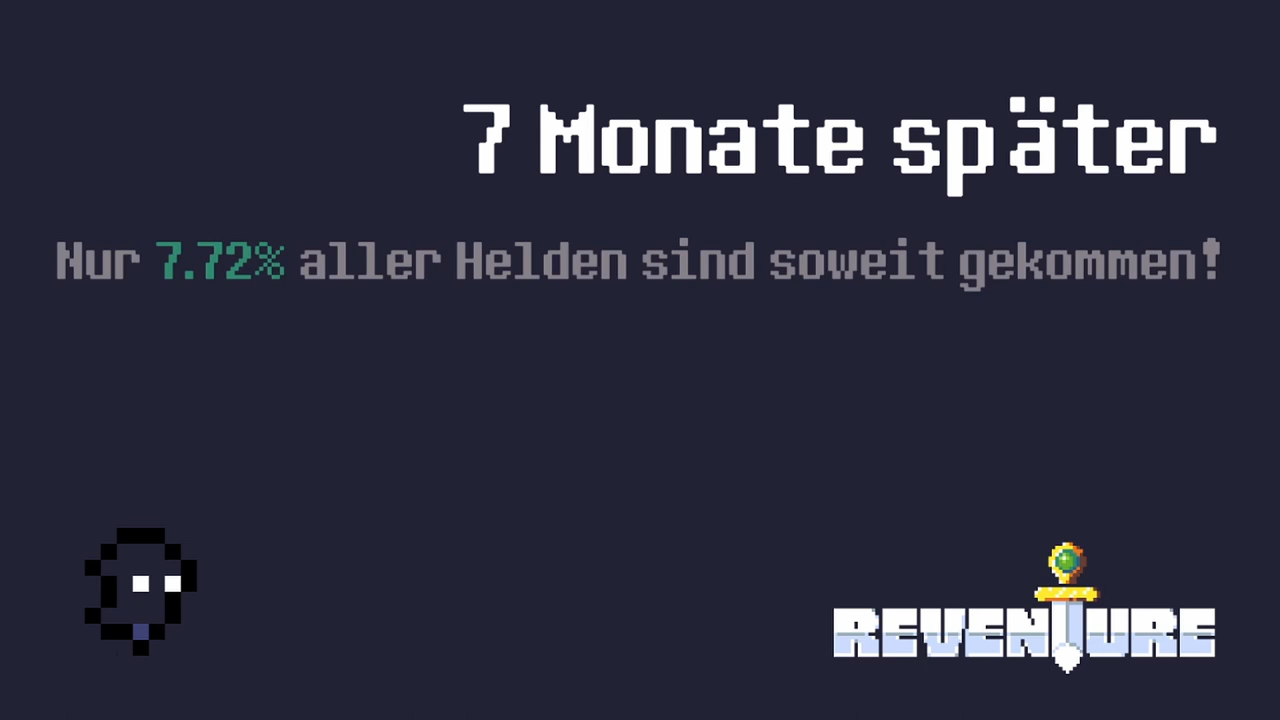 7 Monate später
Nur 7.72% aller Helden sind soweit gekommen!
REVENTURE